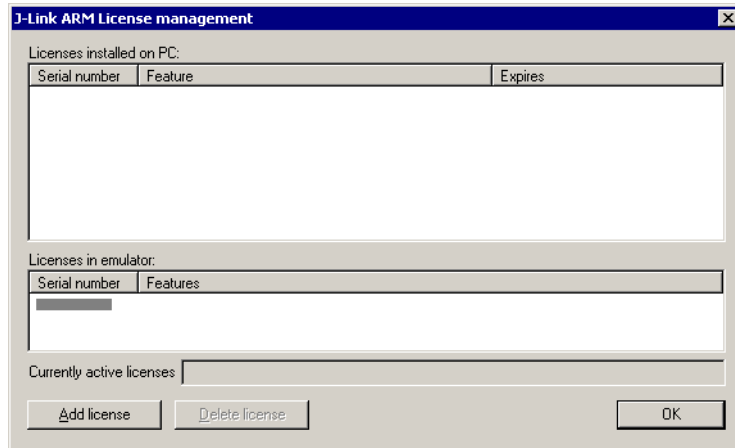 J-Link ARM License management
Licenses installed on PC:
Serial number Feature Expires
Licenses in emulator:
Serial number Features
Currently active licenses
Add license Delete license OK